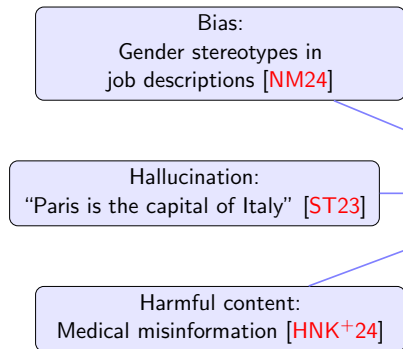 Bias:
Gender stereotypes in
job descriptions [NM24]
Hallucination:
“Paris is the capital of Italy” [ST23]
Harmful content:
Medical misinformation [HNK+24]